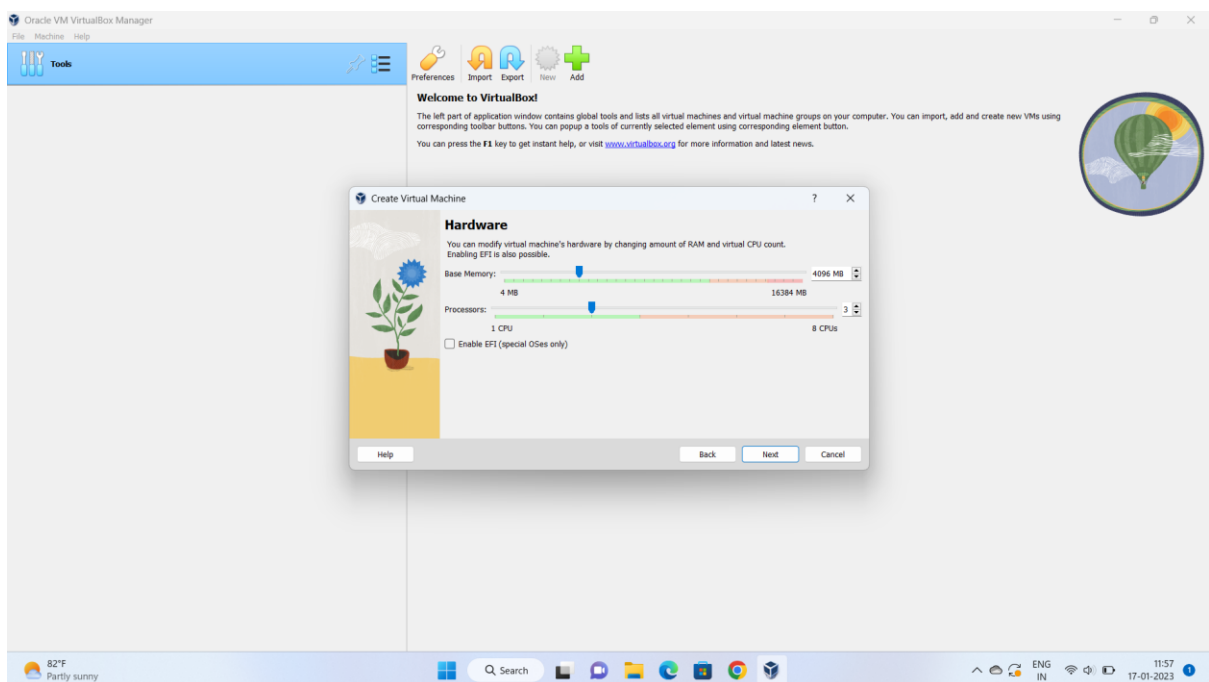 Oracle VM VirtualBox Manager
File Machine Help
Tools
Preferences Import Export New Add
Welcome to VirtualBox!
The left part of application window contains global tools and lists all virtual machines and virtual machine groups on your computer. You can import, add and create new VMs using
corresponding toolbar buttons. You can popup a tools of currently selected element using corresponding element button.
You can press the F1 key to get instant help, or visit www.virtualbox.org for more information and latest news.
Create Virtual Machine
Hardware
You can modify virtual machine's hardware by changing amount of RAM and virtual CPU count.
Enabling EFI is also possible.
Base Memory: 4096 MB
4 MB 16384 MB
Processors: 3
1 CPU 8 CPUs
Enable EFI (special OSes only)
Help Back Next Cancel
82°F
Partly sunny
Search
ENG
IN
11:57
17-01-2023
1